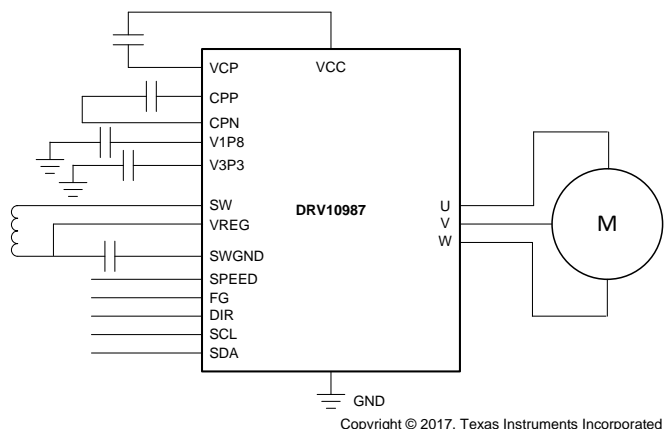 VCP
VCC
CPP
CPN
V1P8
V3P3
SW
VREG
SWGND
SPEED
FG
DIR
SCL
SDA
DRV10987
U
V
W
M
GND
Copyright © 2017, Texas Instruments Incorporated